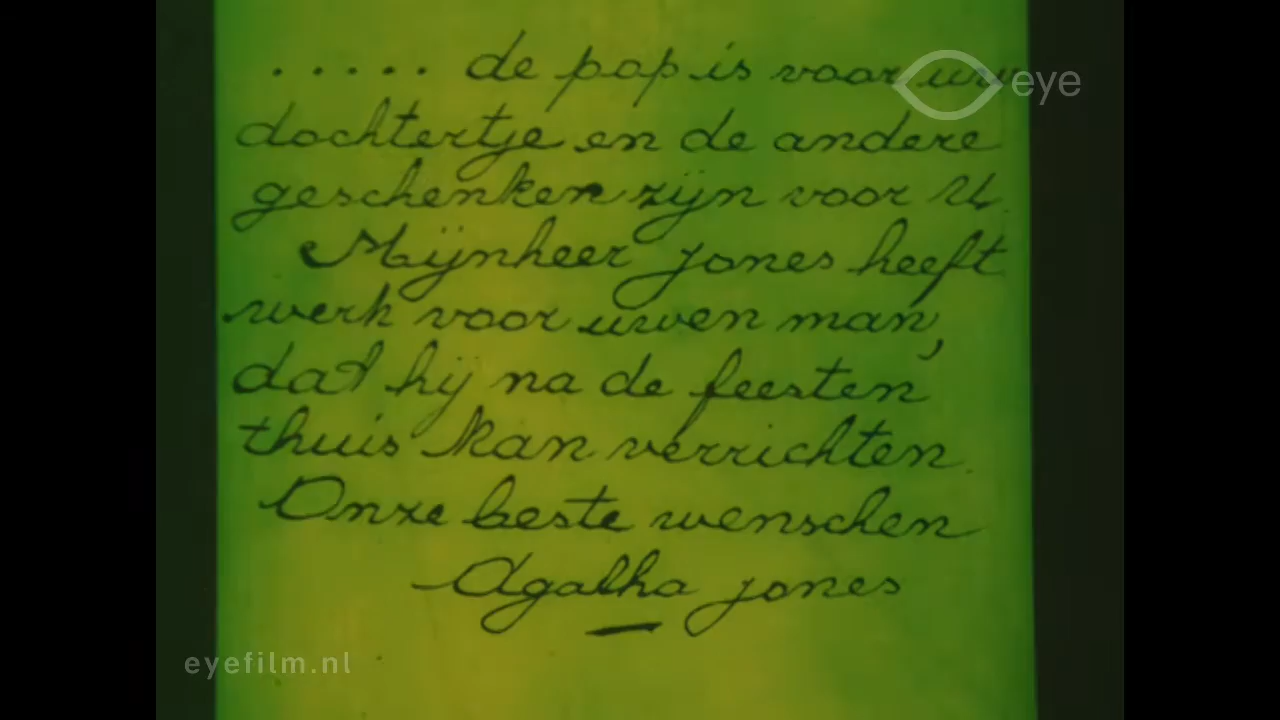 ..... de pop is voor uw
eye
dochtertje en de andere
geschenken zijn voor U.
Mijnheer jones heeft
werk voor uwen man,
dat hij na de feesten
thuis kan verrichten.
Onze beste wenschen
Agatha jones
eyefilm.nl